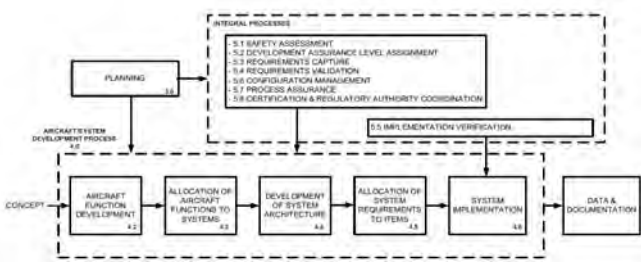 INTEGRAL PROCESSES
- 5.1 SAFETY ASSESSMENT
- 5.2 DEVELOPMENT ASSURANCE LEVEL ASSIGNMENT
- 5.3 REQUIREMENTS CAPTURE
- 5.4 REQUIREMENTS VALIDATION
- 5.6 CONFIGURATION MANAGEMENT
- 5.7 PROCESS ASSURANCE
- 5.8 CERTIFICATION & REGULATORY AUTHORITY COORDINATION
PLANNING
5.5 IMPLEMENTATION VERIFICATION
AIRCRAFT/SYSTEM
DEVELOPMENT PROCESS
4.0
CONCEPT
AIRCRAFT
FUNCTION
DEVELOPMENT
4.2
ALLOCATION OF
AIRCRAFT
FUNCTIONS TO
SYSTEMS
4.3
DEVELOPMENT
OF SYSTEM
ARCHITECTURE
4.4
ALLOCATION OF
SYSTEM
REQUIREMENTS
TO ITEMS
4.5
SYSTEM
IMPLEMENTATION
4.6
DATA &
DOCUMENTATION